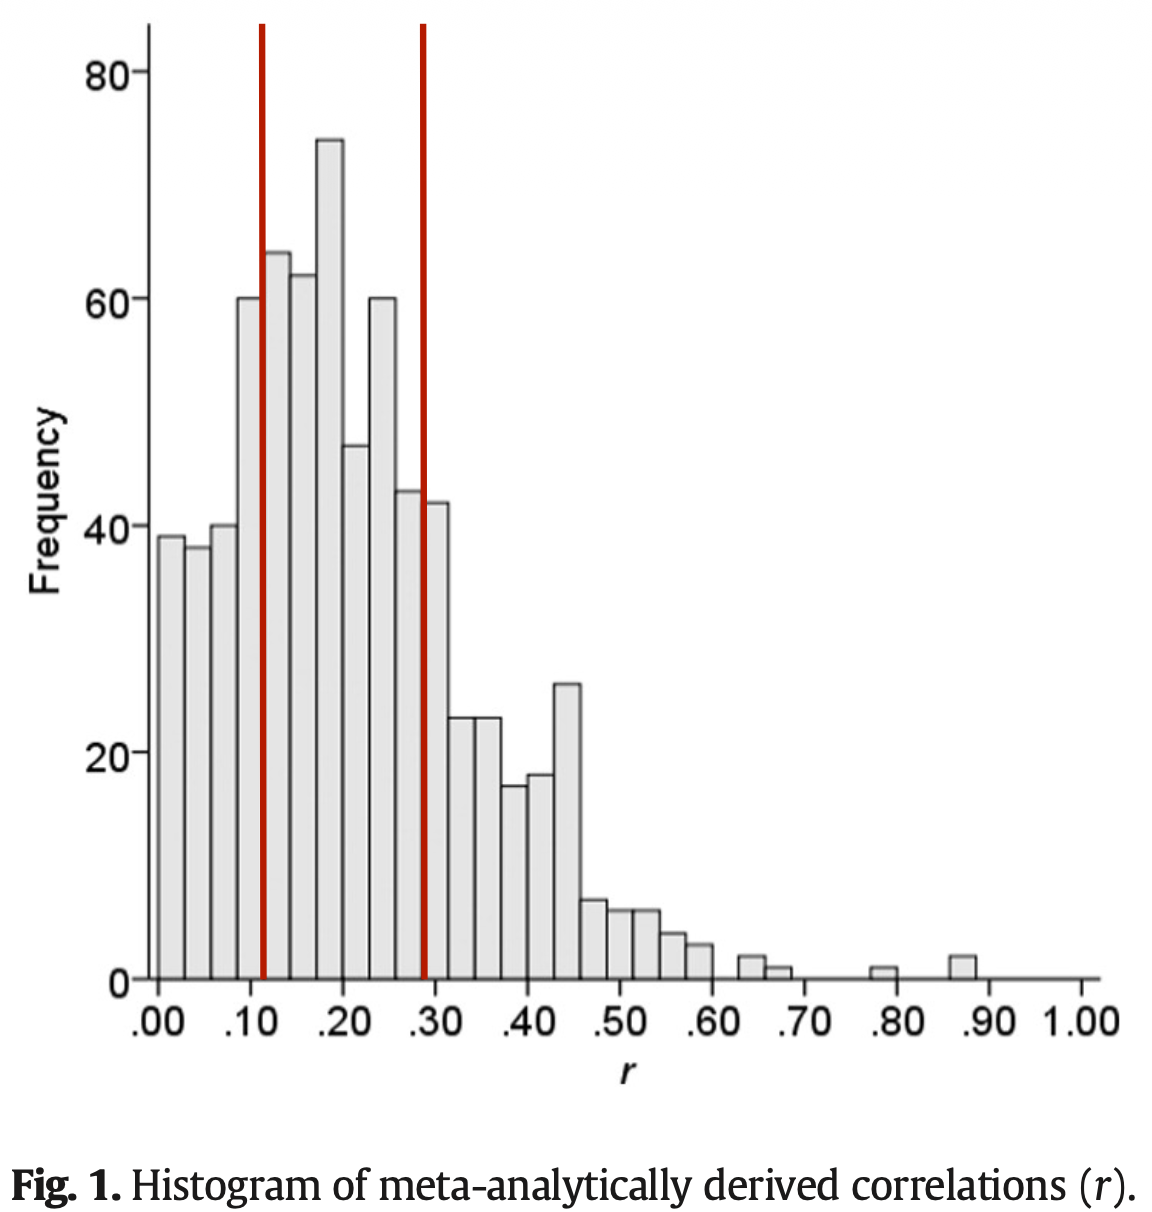 80
60
40
20
0
Frequency
.00 .10 .20 .30 .40 .50 .60 .70 .80 .90 1.00
r
Fig. 1. Histogram of meta-analytically derived correlations (r).